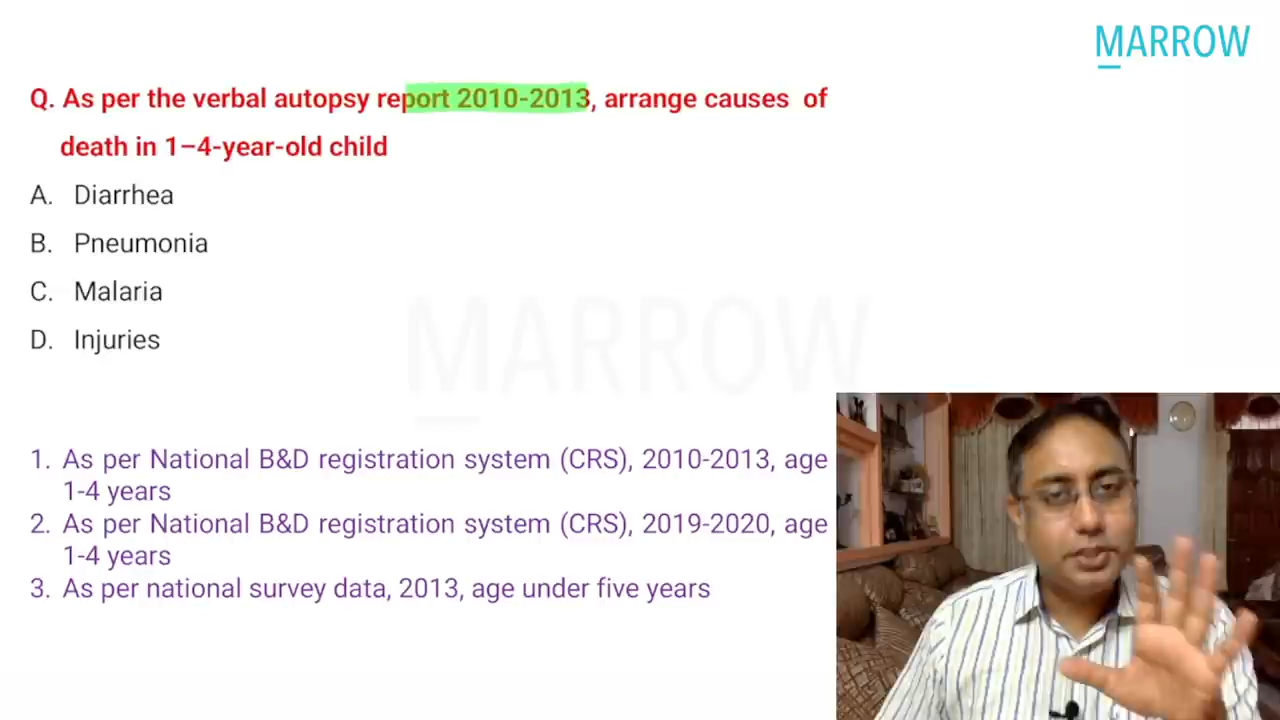 MARROW
Q. As per the verbal autopsy report 2010-2013, arrange causes of
death in 1–4-year-old child
A. Diarrhea
B. Pneumonia
C. Malaria
D. Injuries
MARROW
1. As per National B&D registration system (CRS), 2010-2013, age
1-4 years
2. As per National B&D registration system (CRS), 2019-2020, age
1-4 years
3. As per national survey data, 2013, age under five years